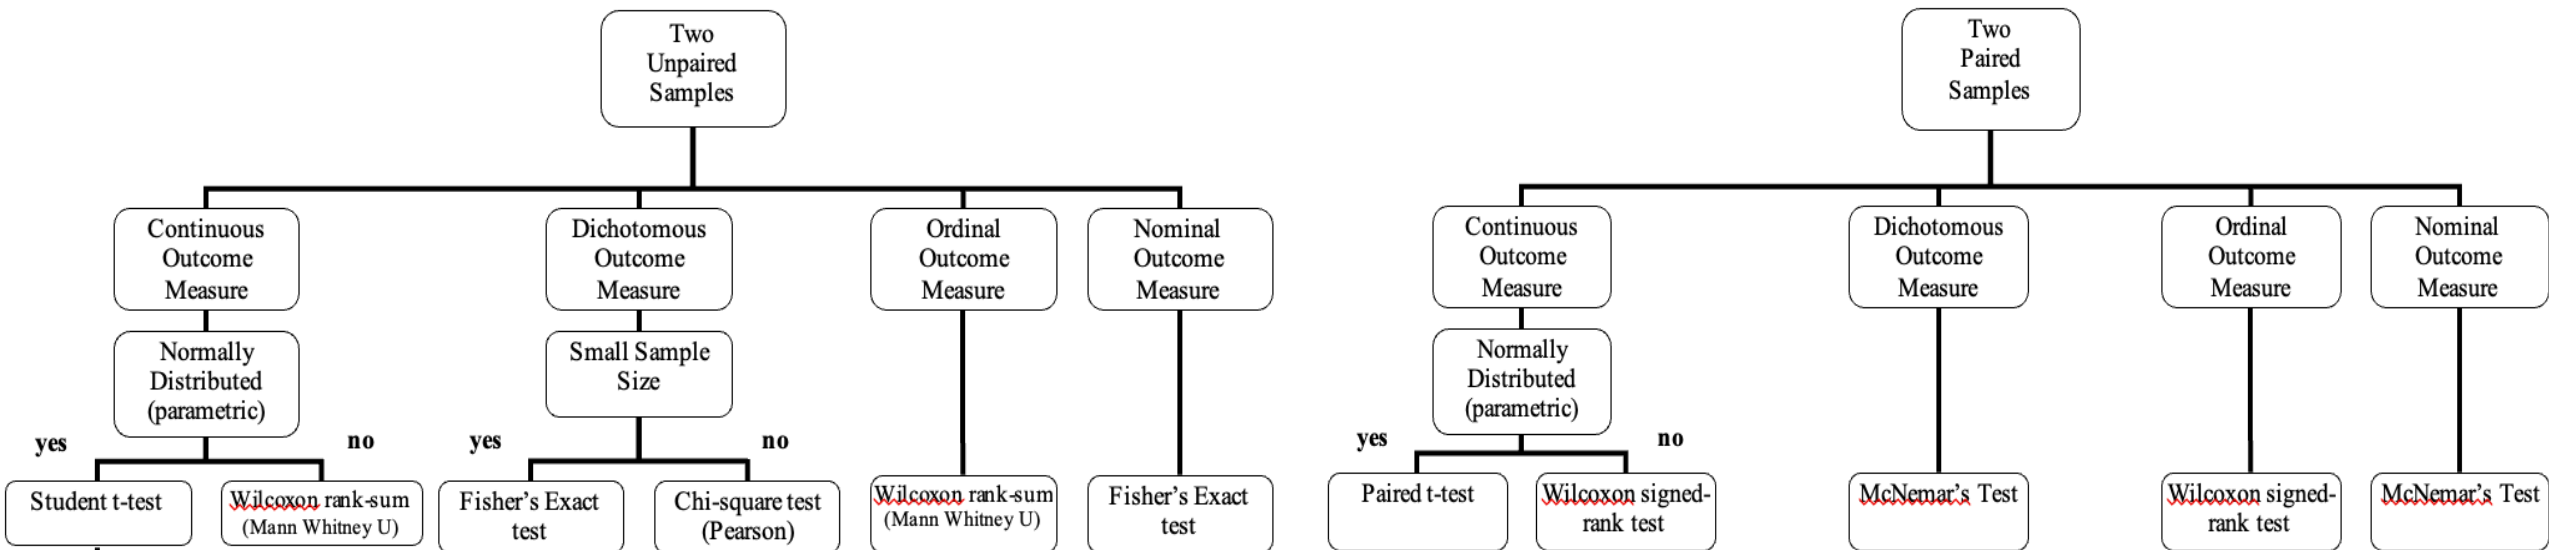 Two
Unpaired
Samples
Continuous
Outcome
Measure
Dichotomous
Outcome
Measure
Ordinal
Outcome
Measure
Nominal
Outcome
Measure
Normally
Distributed
(parametric)
Small Sample
Size
yes
no
yes
no
Student t-test
Wilcoxon rank-sum
(Mann Whitney U)
Fisher’s Exact
test
Chi-square test
(Pearson)
Wilcoxon rank-sum
(Mann Whitney U)
Fisher’s Exact
test
Two
Paired
Samples
Continuous
Outcome
Measure
Dichotomous
Outcome
Measure
Ordinal
Outcome
Measure
Nominal
Outcome
Measure
Normally
Distributed
(parametric)
yes
no
Paired t-test
Wilcoxon signed-
rank test
McNemar’s Test
Wilcoxon signed-
rank test
McNemar’s Test